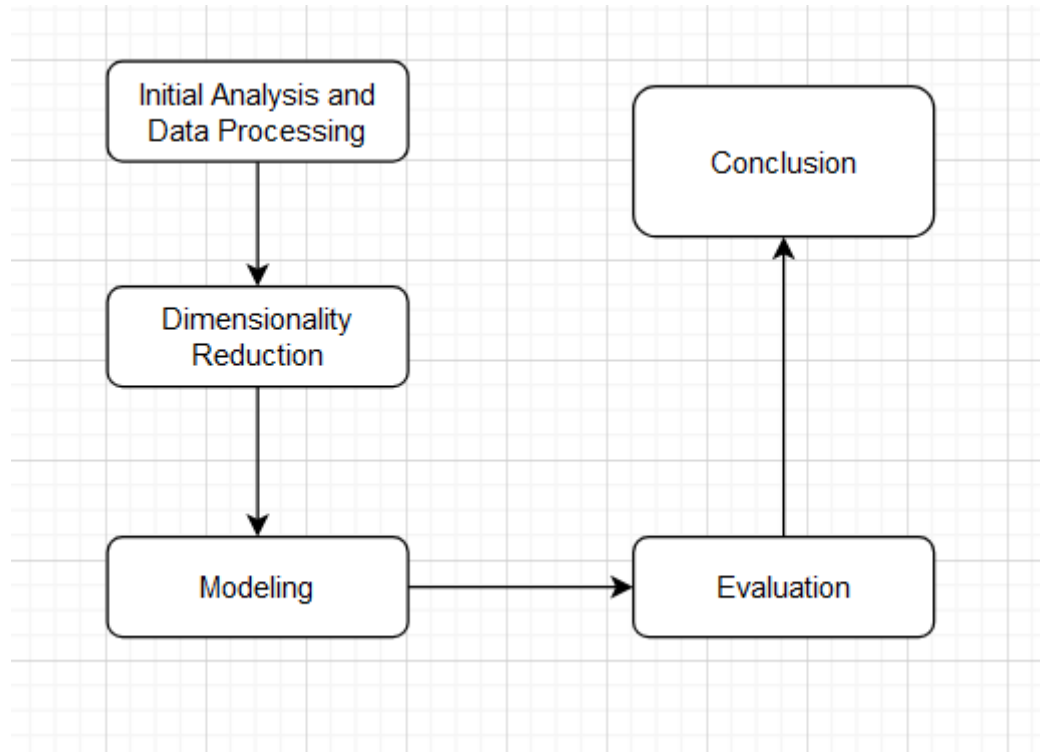 Initial Analysis and
Data Processing
Dimensionality
Reduction
Modeling
Evaluation
Conclusion